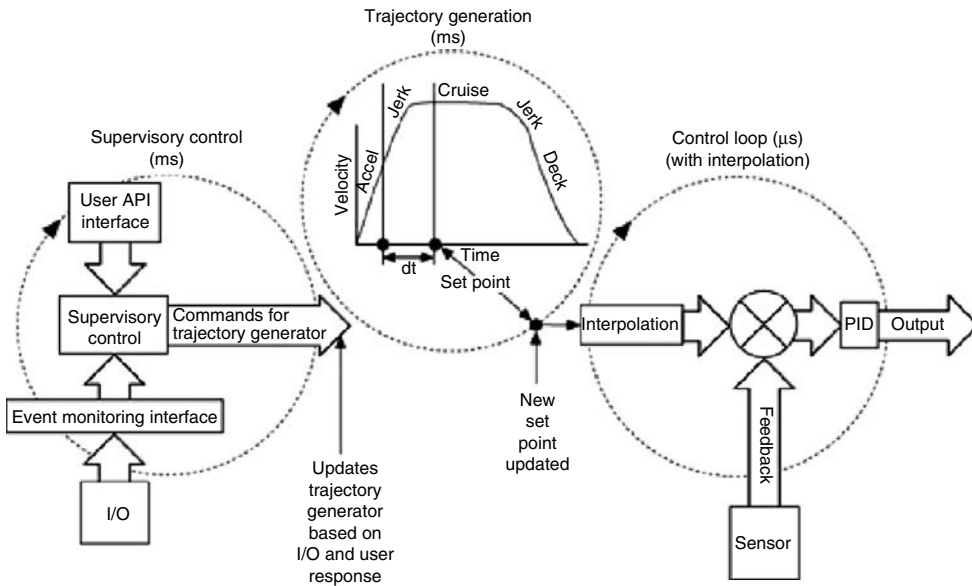 Trajectory generation
(ms)
Jerk
Cruise
Jerk
Velocity
Accel
Deck
Time
dt
Set point
Supervisory control
(ms)
User API
interface
Supervisory
control
Commands for
trajectory generator
Event monitoring interface
I/O
Updates
trajectory
generator
based on
I/O and user
response
Control loop (μs)
(with interpolation)
Interpolation
PID
Output
New
set
point
updated
Feedback
Sensor